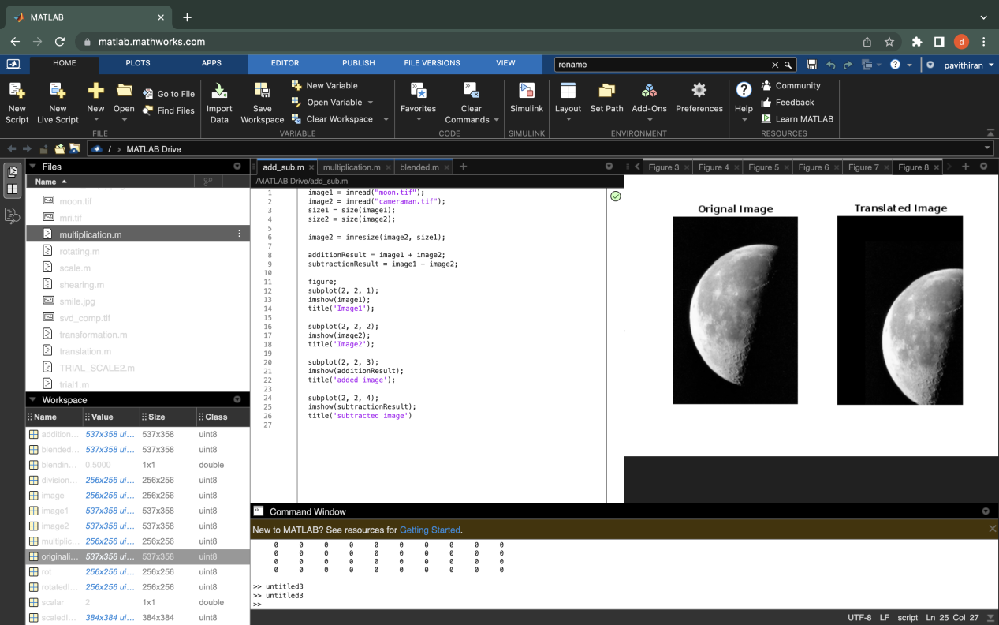 MATLAB
matlab.mathworks.com
d
HOME PLOTS APPS EDITOR PUBLISH FILE VERSIONS VIEW
rename
pavithiran
New Script
New Live Script
New
Open
Go to File
Find Files
FILE
Import Data
Save Workspace
New Variable
Open Variable
Clear Workspace
VARIABLE
Favorites
Clear Commands
CODE
Simulink
SIMULINK
Layout
Set Path
Add-Ons
Preferences
ENVIRONMENT
Help
Community
Feedback
Learn MATLAB
RESOURCES
/ > MATLAB Drive
Files
Name
moon.tif
mri.tif
multiplication.m
rotating.m
scale.m
shearing.m
smile.jpg
svd_comp.tif
transformation.m
translation.m
TRIAL_SCALE2.m
trial1.m
Workspace
Name Value Size Class
addition... 537x358 ui... 537x358 uint8
blended... 537x358 ui... 537x358 uint8
blendin... 0.5000 1x1 double
division... 256x256 ui... 256x256 uint8
image 256x256 ui... 256x256 uint8
image1 537x358 ui... 537x358 uint8
image2 537x358 ui... 537x358 uint8
multiplic... 256x256 ui... 256x256 uint8
originali... 537x358 ui... 537x358 uint8
rot 256x256 ui... 256x256 uint8
rotatedI... 256x256 ui... 256x256 uint8
scalar 2 1x1 double
scaledI... 384x384 ui... 384x384 uint8
add_sub.m multiplication.m blended.m
/MATLAB Drive/add_sub.m
1 image1 = imread("moon.tif");
2 image2 = imread("cameraman.tif");
3 size1 = size(image1);
4 size2 = size(image2);
5
6 image2 = imresize(image2, size1);
7
8 additionResult = image1 + image2;
9 subtractionResult = image1 - image2;
10
11 figure;
12 subplot(2, 2, 1);
13 imshow(image1);
14 title('Image1');
15
16 subplot(2, 2, 2);
17 imshow(image2);
18 title('Image2');
19
20 subplot(2, 2, 3);
21 imshow(additionResult);
22 title('added image');
23
24 subplot(2, 2, 4);
25 imshow(subtractionResult);
26 title('subtracted image')
27
Figure 3 Figure 4 Figure 5 Figure 6 Figure 7 Figure 8
Orignal Image
Translated Image
Command Window
New to MATLAB? See resources for Getting Started.
0 0 0 0 0 0 0 0 0 0
0 0 0 0 0 0 0 0 0 0
0 0 0 0 0 0 0 0 0 0
0 0 0 0 0 0 0 0 0 0
>> untitled3
>> untitled3
>>
UTF-8 LF script Ln 25 Col 27